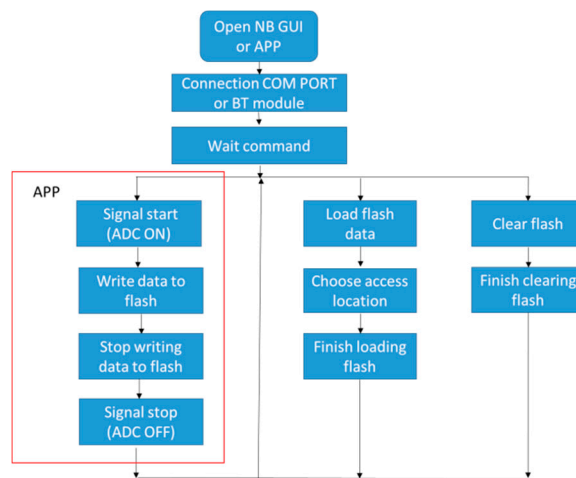 Open NB GUI
or APP
Connection COM PORT
or BT module
Wait command
APP
Signal start
(ADC ON)
Write data to
flash
Stop writing
data to flash
Signal stop
(ADC OFF)
Load flash
data
Choose access
location
Finish loading
flash
Clear flash
Finish clearing
flash